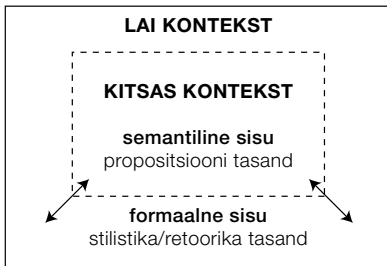 LAI KONTEKST
KITSAS KONTEKST
semantiline sisu
propositsiooni tasand
formaalne sisu
stilistika/retoorika tasand